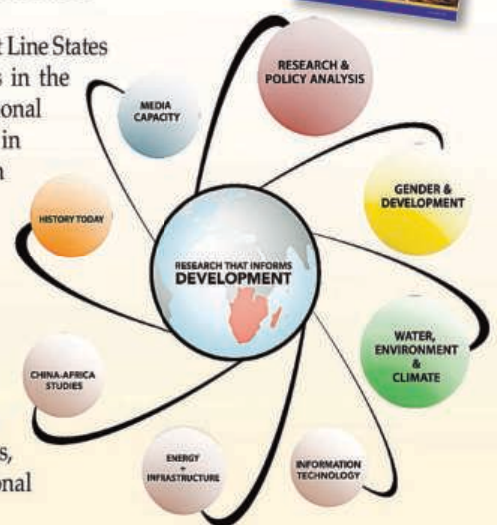 t Line States
s in the
onal
in
n
s,
onal
RESEARCH &
POLICY ANALYSIS
MEDIA
CAPACITY
GENDER &
DEVELOPMENT
HISTORY TODAY
RESEARCH THAT INFORMS
DEVELOPMENT
WATER,
ENVIRONMENT
&
CLIMATE
CHINA-AFRICA
STUDIES
ENERGY
+
INFRASTRUCTURE
INFORMATION
TECHNOLOGY